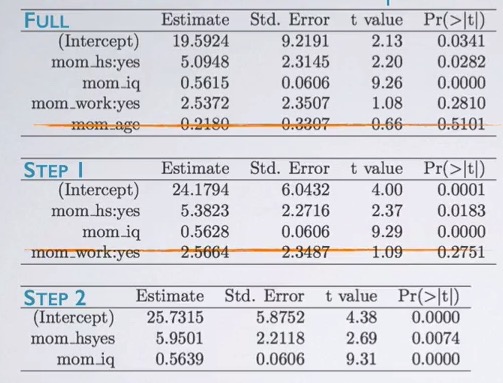 FULL Estimate Std. Error t value Pr(>|t|)
(Intercept) 19.5924 9.2191 2.13 0.0341
mom_hs:yes 5.0948 2.3145 2.20 0.0282
mom_iq 0.5615 0.0606 9.26 0.0000
mom_work:yes 2.5372 2.3507 1.08 0.2810
mom_age 0.2180 0.3307 0.66 0.5101
STEP 1 Estimate Std. Error t value Pr(>|t|)
(Intercept) 24.1794 6.0432 4.00 0.0001
mom_hs:yes 5.3823 2.2716 2.37 0.0183
mom_iq 0.5628 0.0606 9.29 0.0000
mom_work:yes 2.5664 2.3487 1.09 0.2751
STEP 2 Estimate Std. Error t value Pr(>|t|)
(Intercept) 25.7315 5.8752 4.38 0.0000
mom_hsyes 5.9501 2.2118 2.69 0.0074
mom_iq 0.5639 0.0606 9.31 0.0000